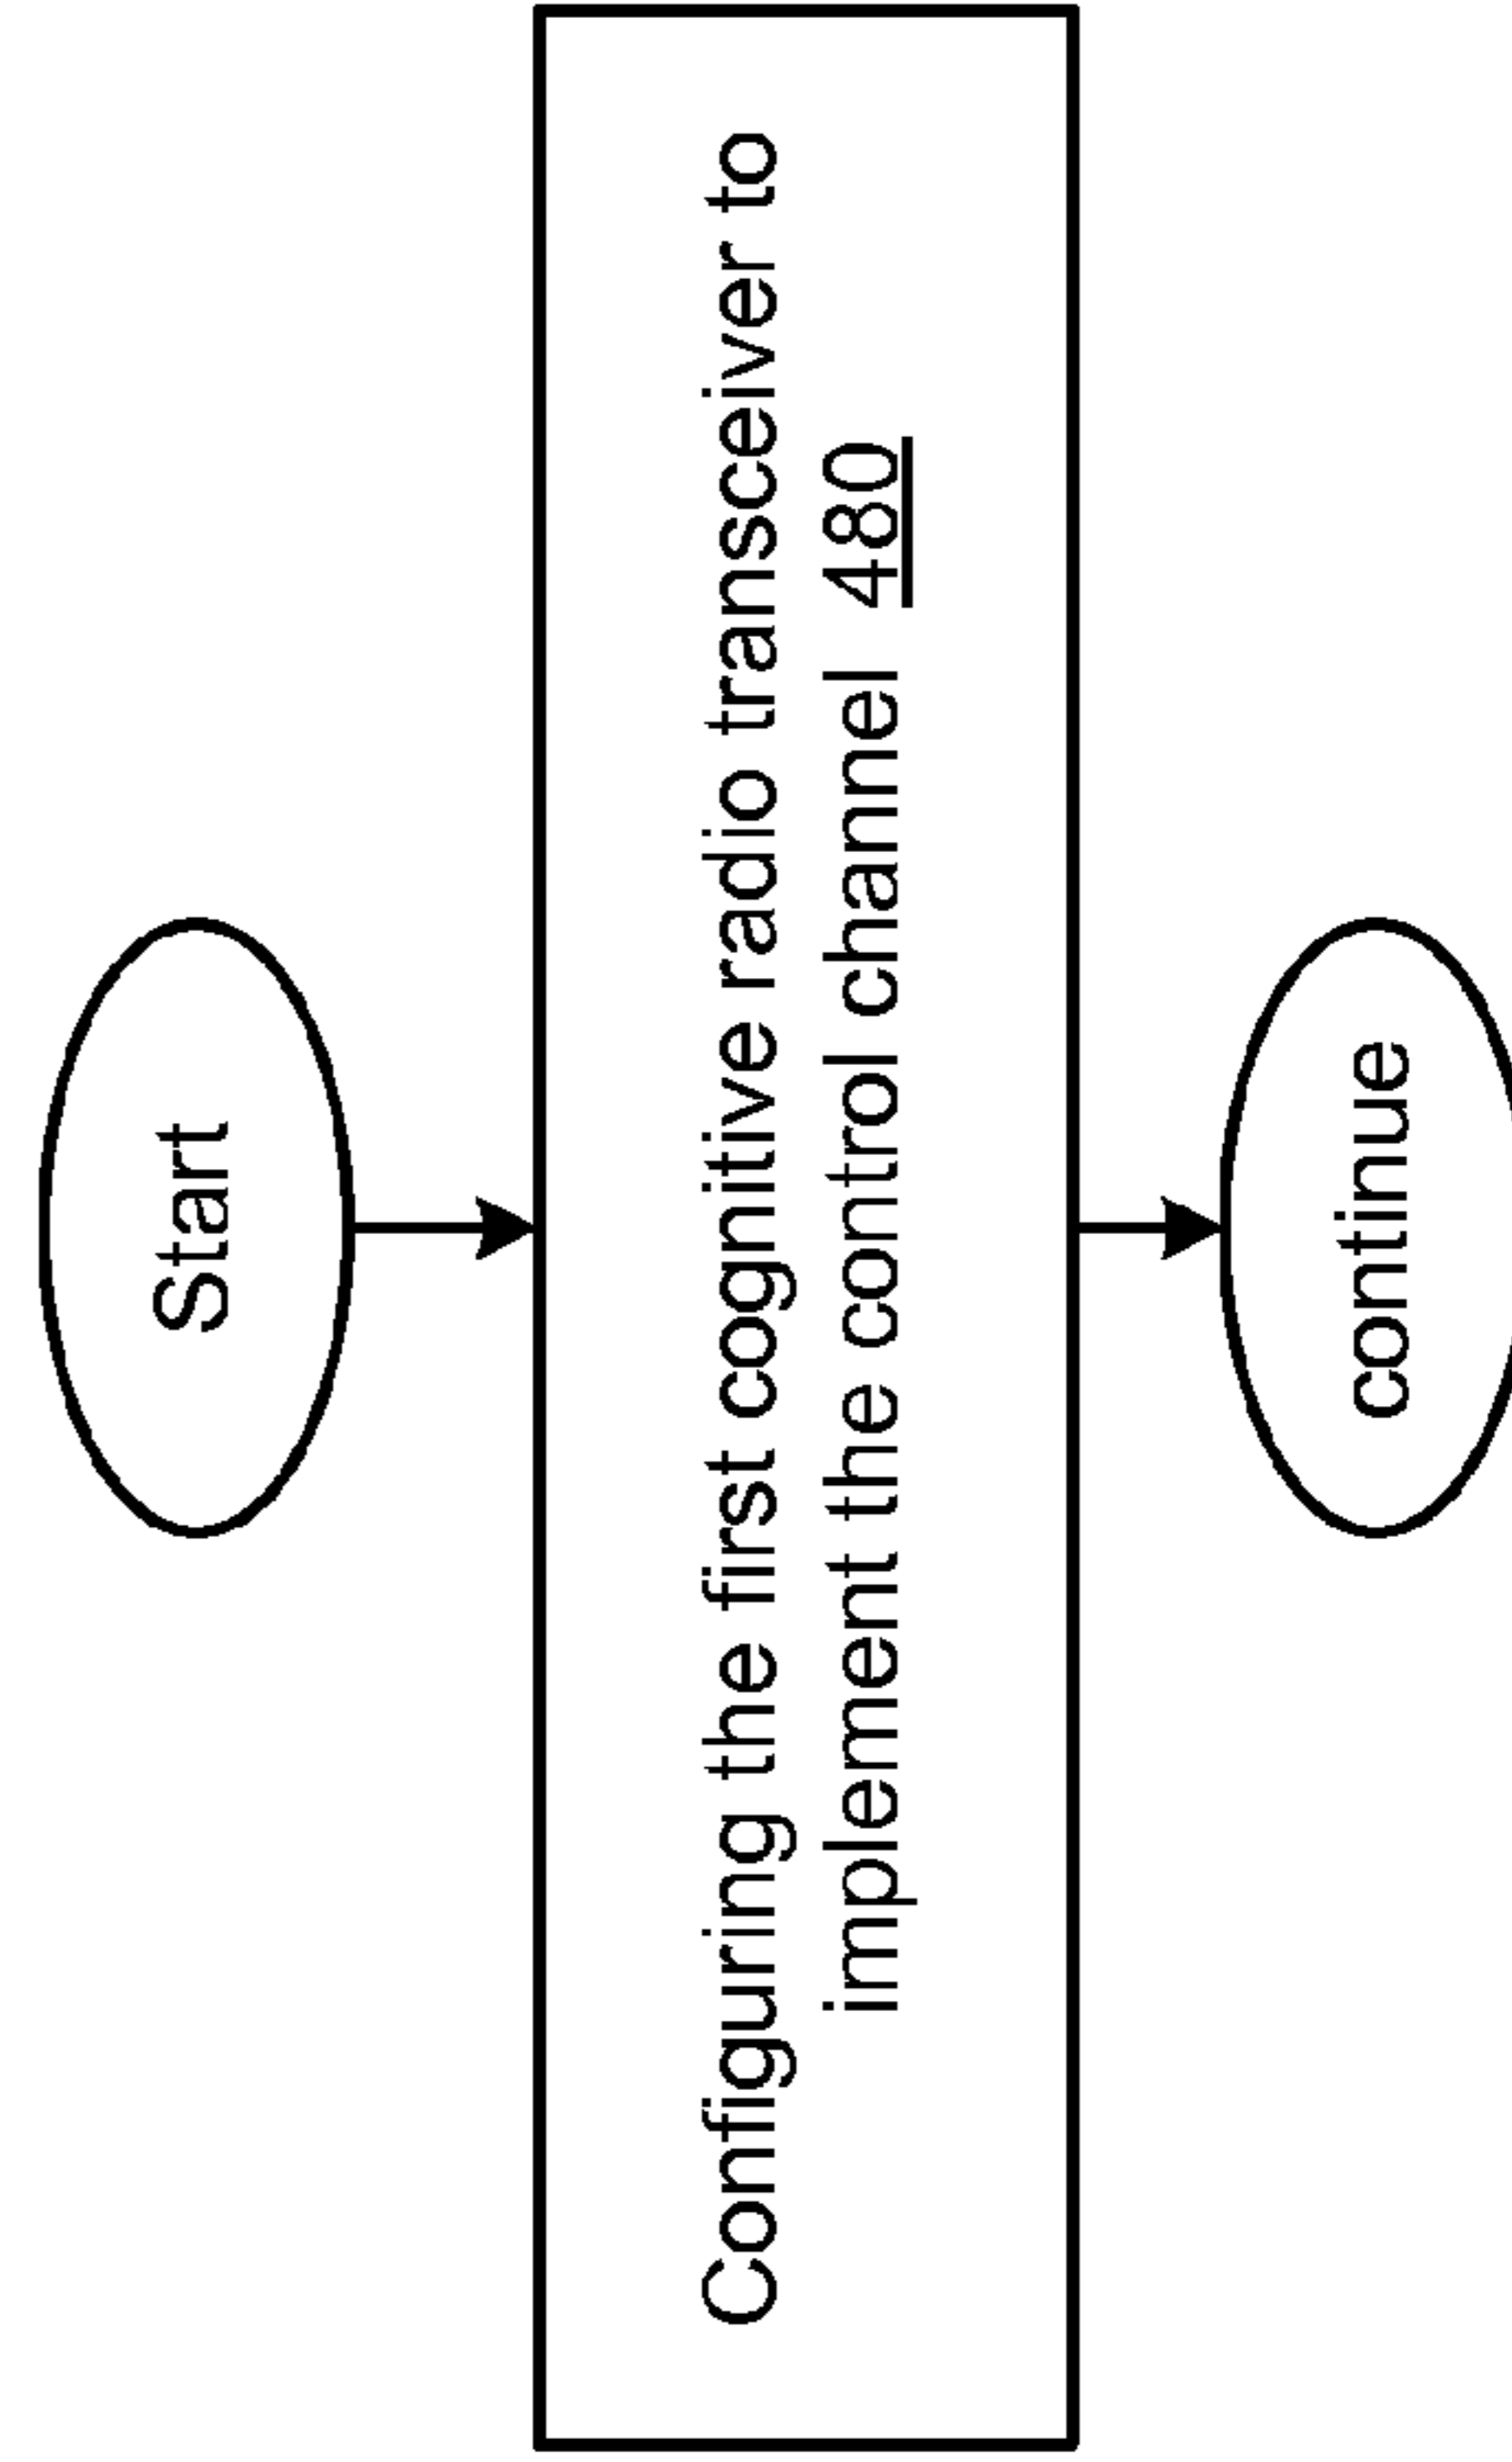 Start
Configuring the first cognitive radio transceiver to
implement the control channel 480
continue